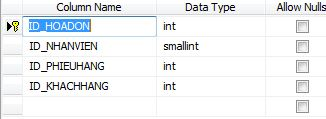 Column Name Data Type Allow Nulls
ID_HOADON int
ID_NHANVIEN smallint
ID_PHIEUHANG int
ID_KHACHHANG int